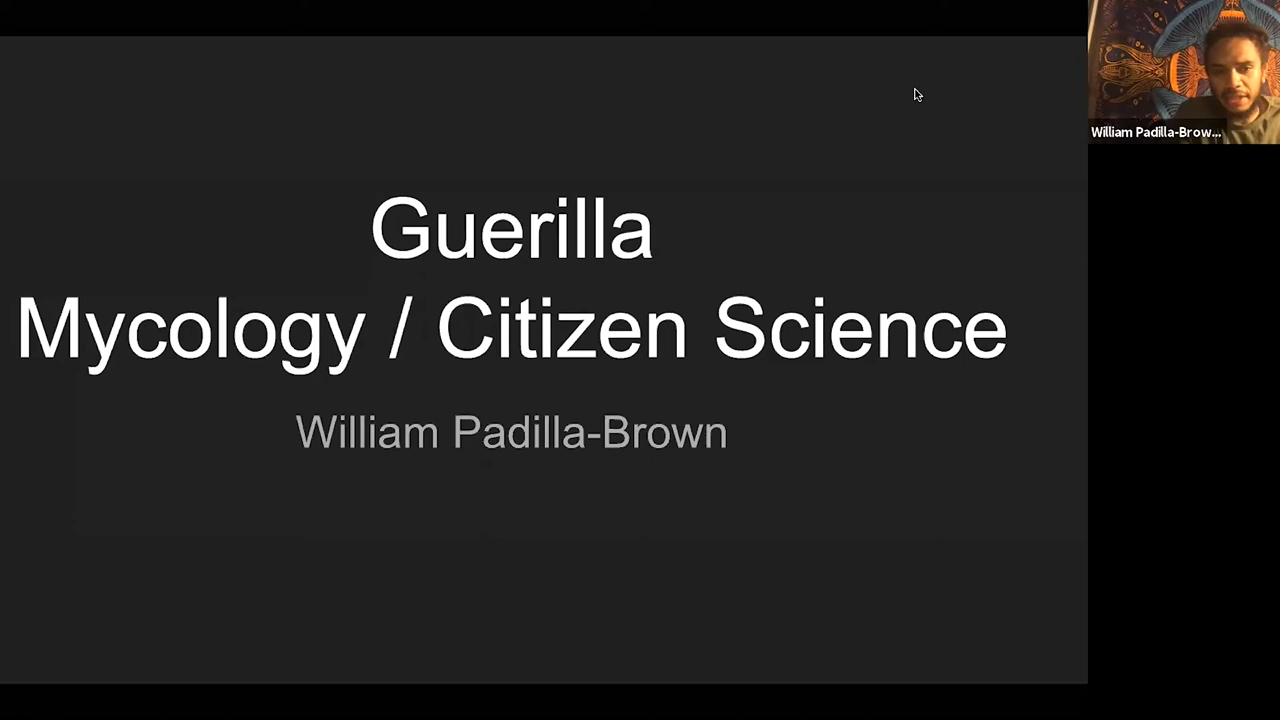 Guerilla
Mycology / Citizen Science
William Padilla-Brown
William Padilla-Brow...